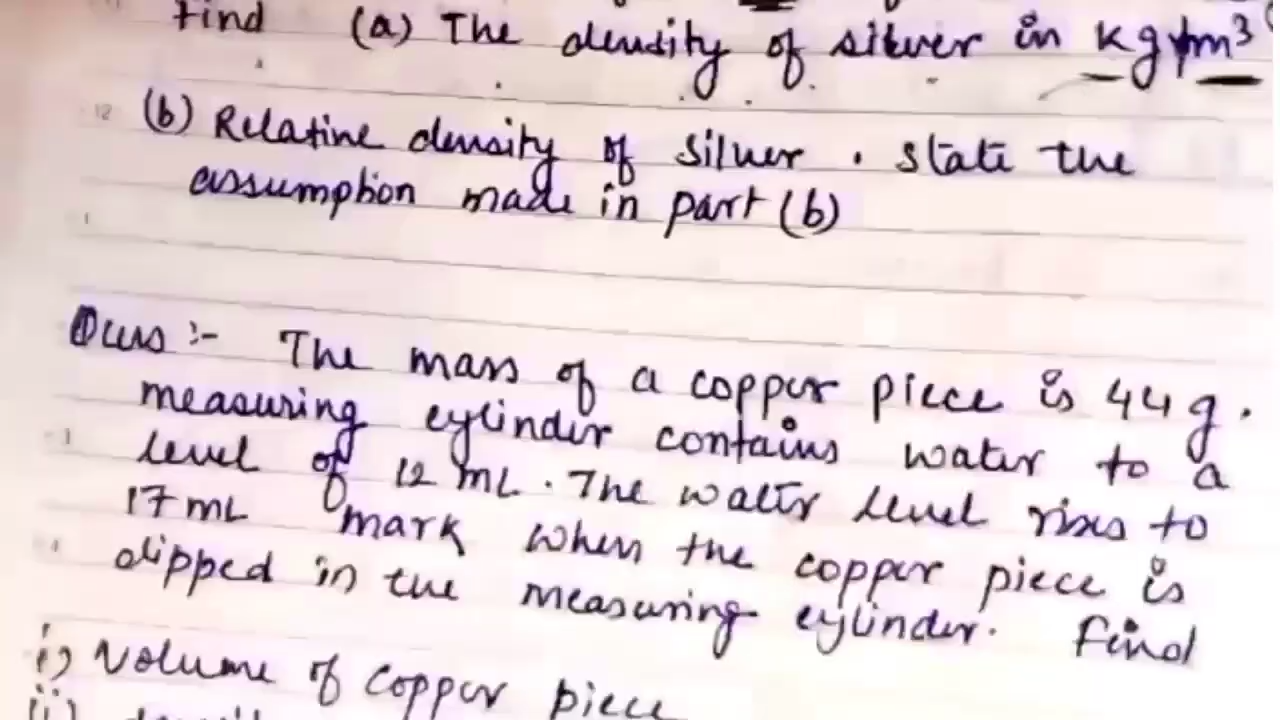 Find (a) The density of silver in kg/m³
(b) Relative density of silver. State the
assumption made in part (b)
Ques :- The mass of a copper piece is 44 g.
measuring cylinder contains water to a
level of 12 mL. The water level rises to
17 mL mark when the copper piece is
dipped in the measuring cylinder. Find
i) Volume of copper piece
ii)